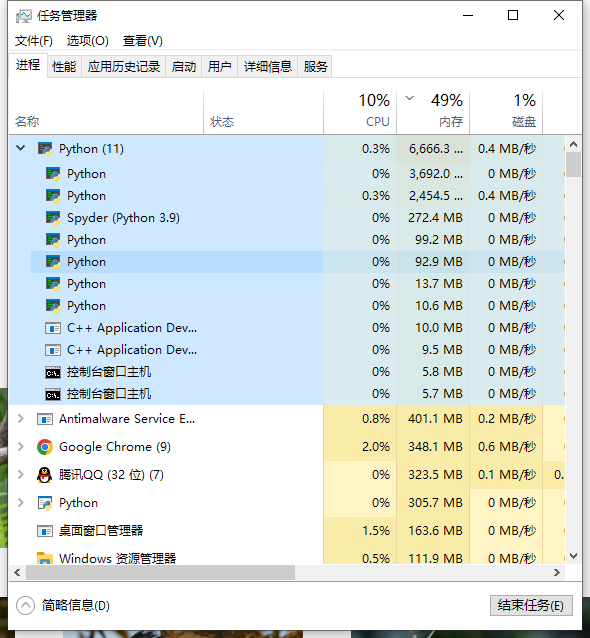 任务管理器
文件(F) 选项(O) 查看(V)
进程 性能 应用历史记录 启动 用户 详细信息 服务
10% 49% 1%
名称 状态 CPU 内存 磁盘
Python (11) 0.3% 6,666.3 ... 0.4 MB/秒
Python 0% 3,692.0 ... 0 MB/秒
Python 0.3% 2,454.5 ... 0.4 MB/秒
Spyder (Python 3.9) 0% 272.4 MB 0 MB/秒
Python 0% 99.2 MB 0 MB/秒
Python 0% 92.9 MB 0 MB/秒
Python 0% 13.7 MB 0 MB/秒
Python 0% 10.6 MB 0 MB/秒
C++ Application Dev... 0% 10.0 MB 0 MB/秒
C++ Application Dev... 0% 9.5 MB 0 MB/秒
控制台窗口主机 0% 5.8 MB 0 MB/秒
控制台窗口主机 0% 5.7 MB 0 MB/秒
Antimalware Service E... 0.8% 401.1 MB 0.2 MB/秒
Google Chrome (9) 2.0% 348.1 MB 0.6 MB/秒
腾讯QQ (32 位) (7) 0% 323.5 MB 0.1 MB/秒 0.
Python 0% 305.7 MB 0 MB/秒
桌面窗口管理器 1.5% 163.6 MB 0 MB/秒
Windows 资源管理器 0.5% 111.9 MB 0 MB/秒
简略信息(D) 结束任务(E)